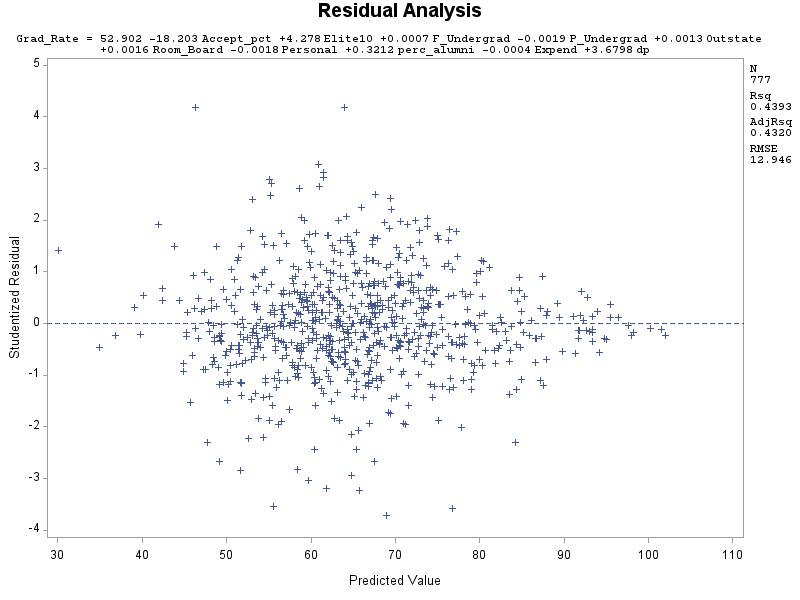 Residual Analysis
Grad_Rate = 52.902 -18.203 Accept_pct +4.278 Elite10 +0.0007 F_Undergrad -0.0019 P_Undergrad +0.0013 Outstate
+0.0016 Room_Board -0.0018 Personal +0.3212 perc_alumni -0.0004 Expend +3.6798 dp
5
4
3
2
1
0
-1
-2
-3
-4
Studentized Residual
30 40 50 60 70 80 90 100 110
Predicted Value
N
777
Rsq
0.4393
AdjRsq
0.4320
RMSE
12.946